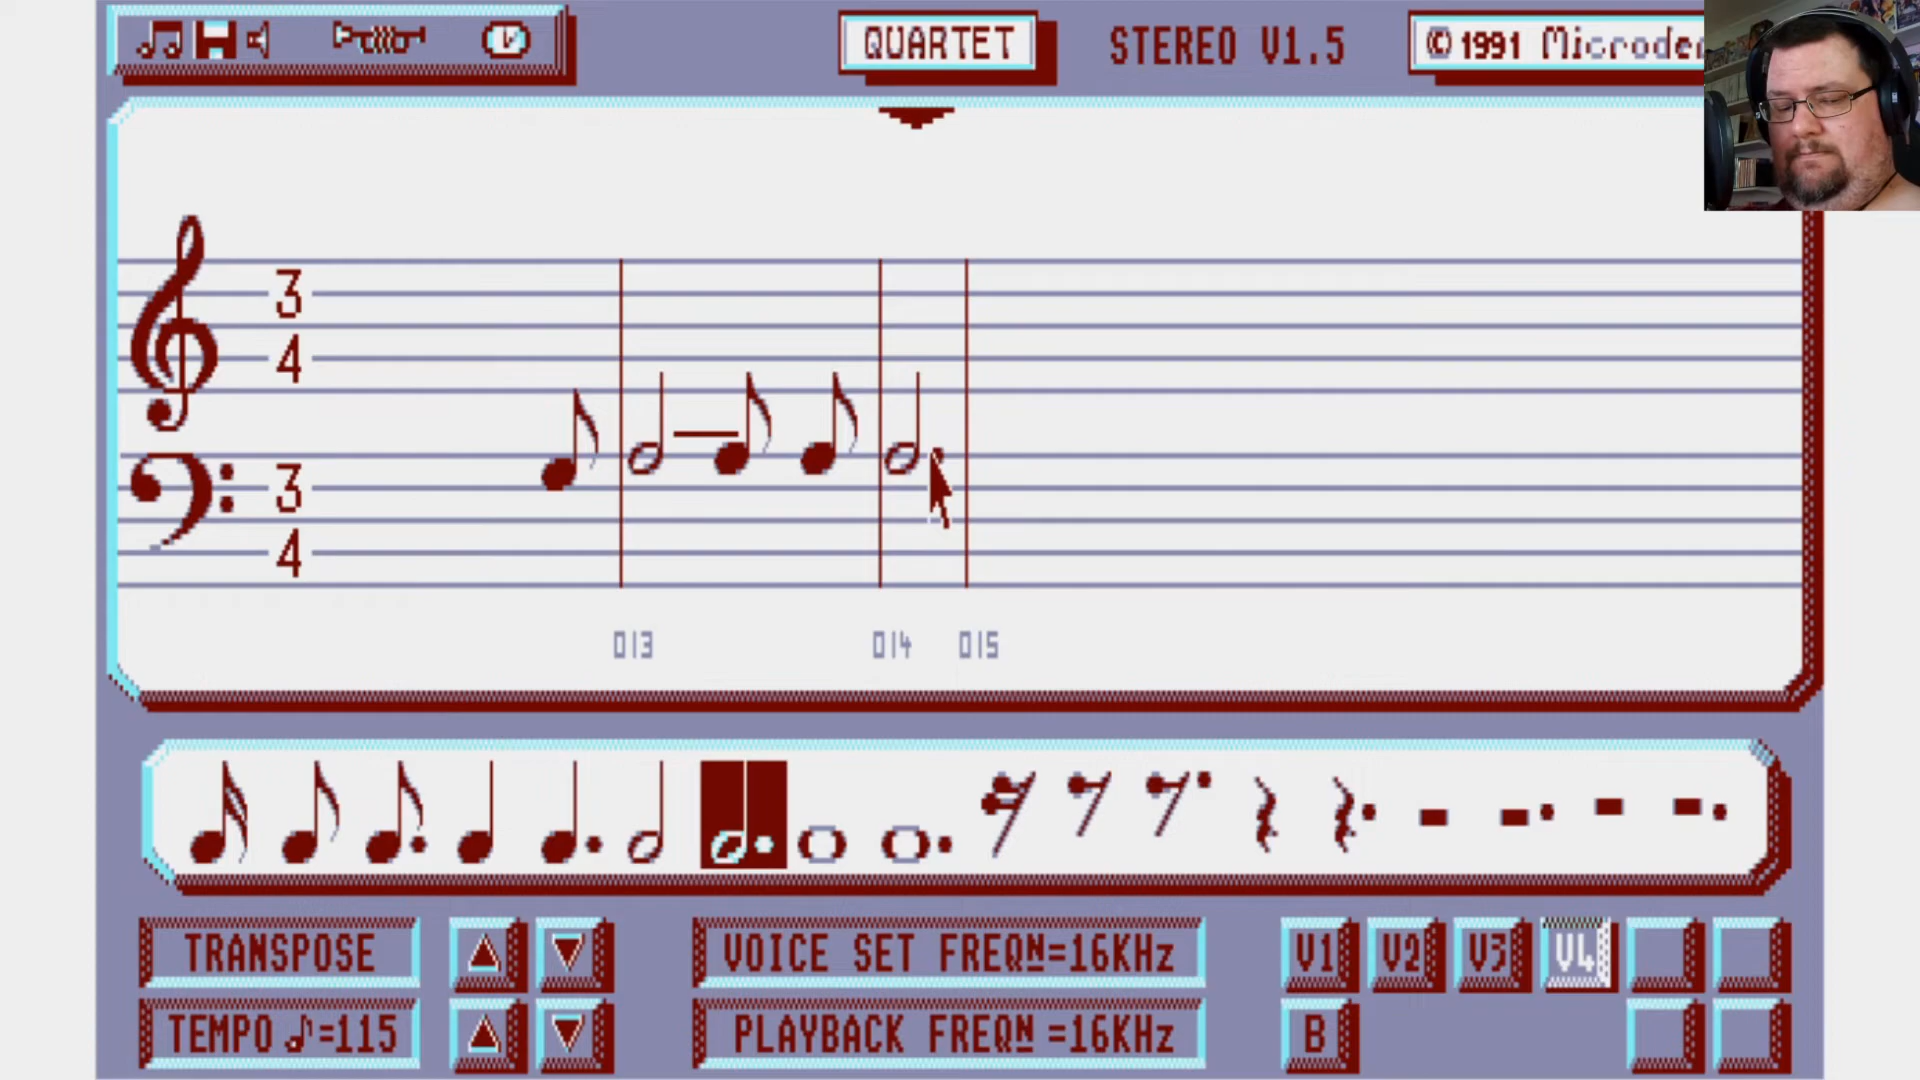 QUARTET STEREO V1.5 © 1991
3
4
3
4
013 014 015
TRANSPOSE VOICE SET FREQN=16KHz V1 V2 V3 V4
TEMPO ♪=115 PLAYBACK FREQN =16KHz B